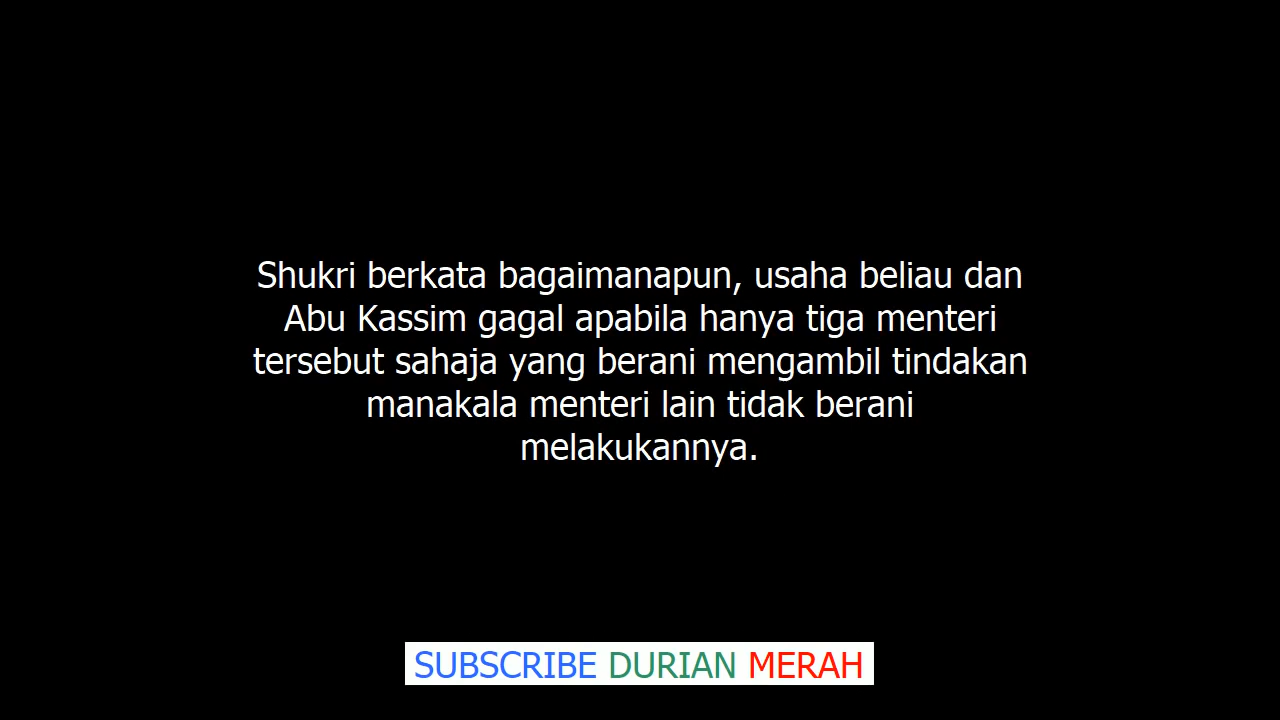 Shukri berkata bagaimanapun, usaha beliau dan
Abu Kassim gagal apabila hanya tiga menteri
tersebut sahaja yang berani mengambil tindakan
manakala menteri lain tidak berani
melakukannya.
SUBSCRIBE DURIAN MERAH